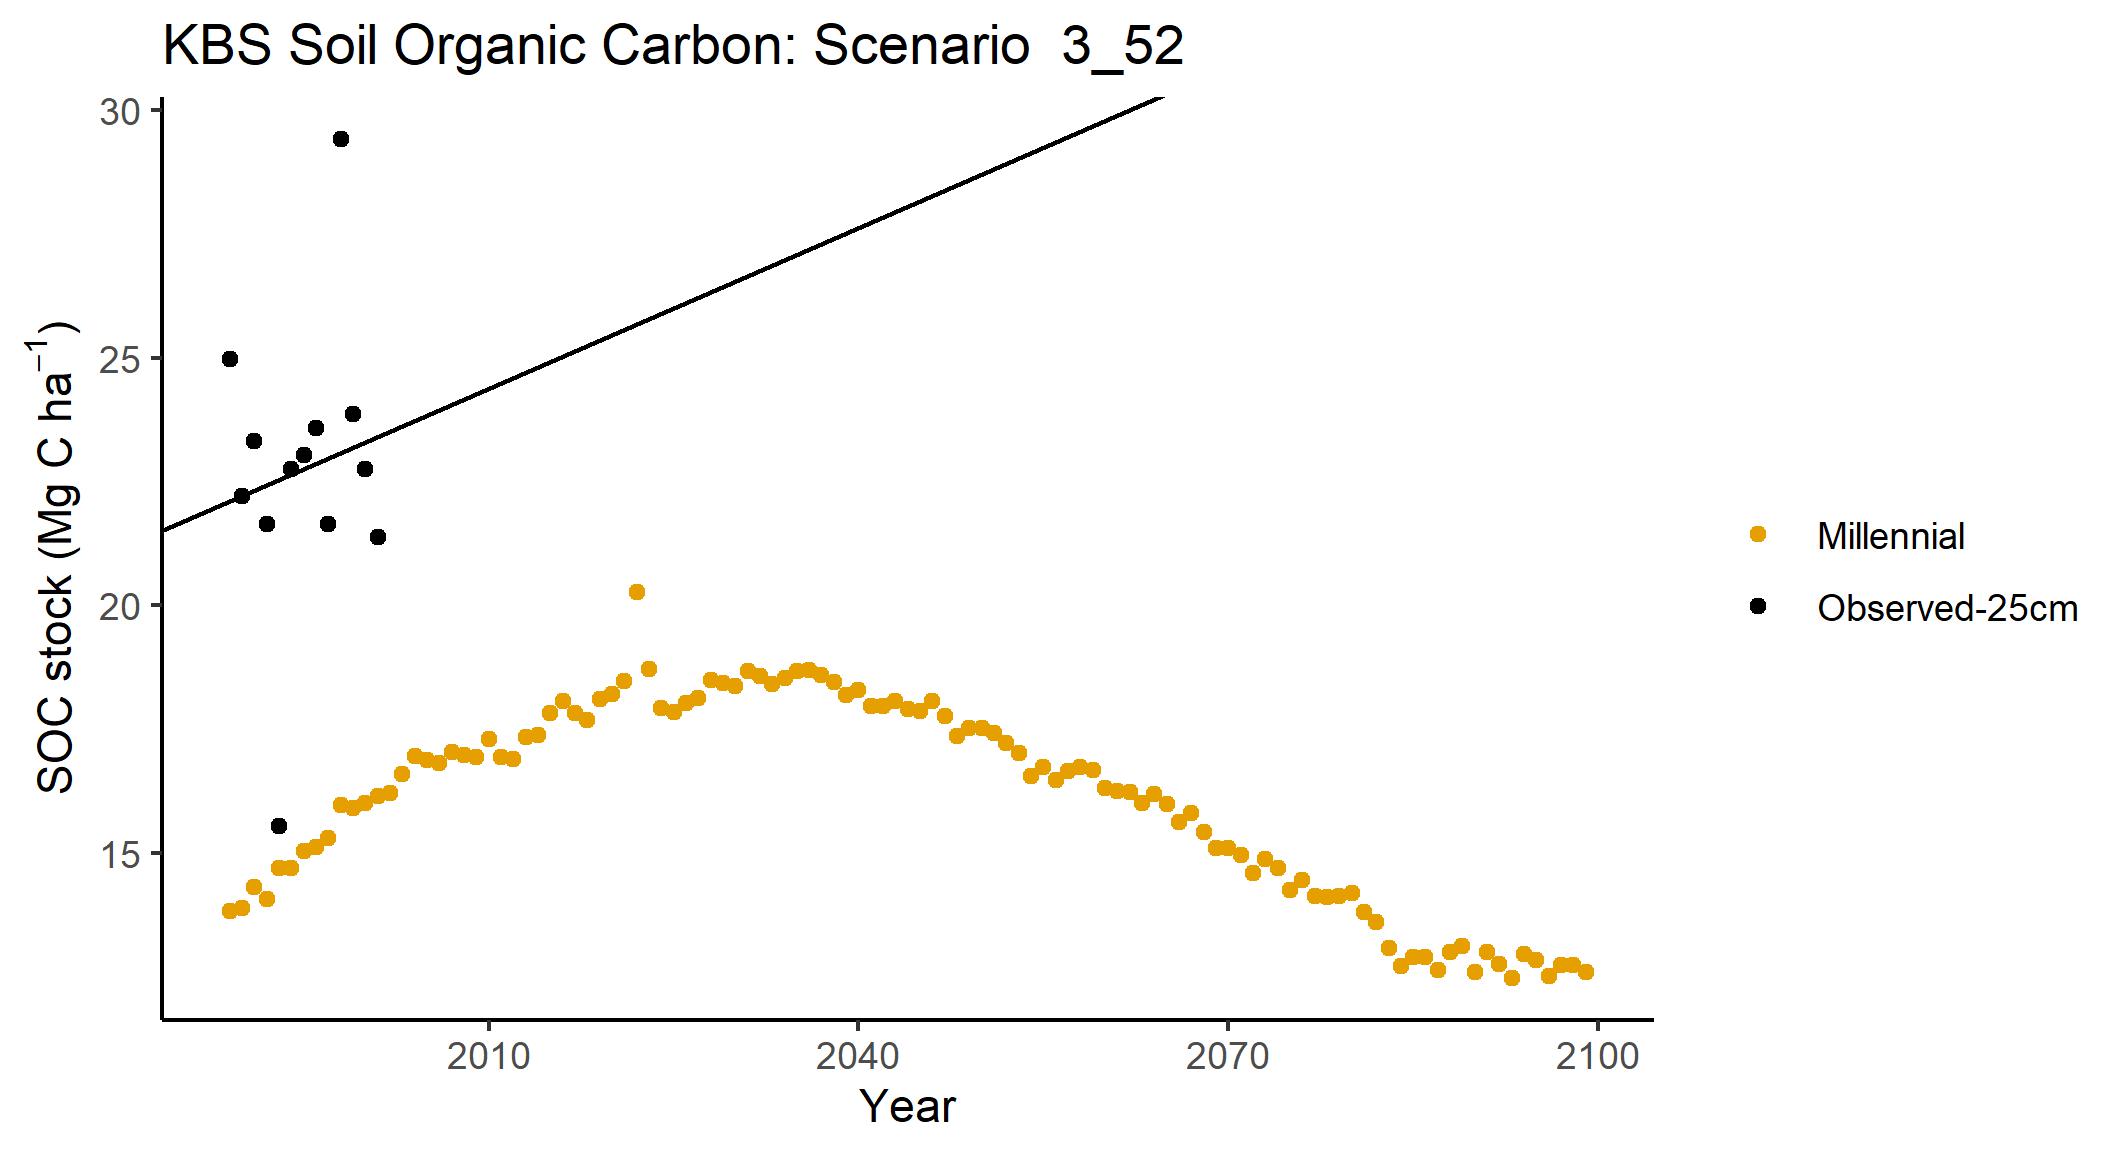 KBS Soil Organic Carbon: Scenario  3_52
SOC stock (Mg C ha⁻¹)
30
25
20
15
2010
2040
2070
2100
Year
Millennial
Observed-25cm